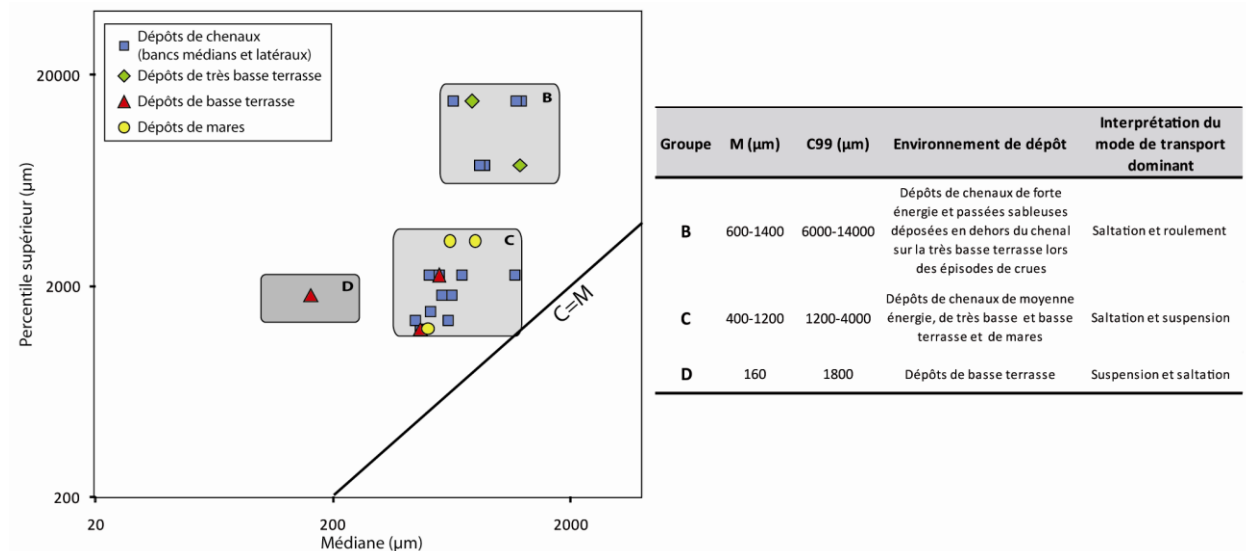 Dépôts de chenaux
(bancs médians et latéraux)
Dépôts de très basse terrasse
Dépôts de basse terrasse
Dépôts de mares
Percentile supérieur (µm)
20000
2000
200
20
200
2000
Médiane (µm)
B
C
D
C=M
Groupe M (µm) C99 (µm) Environnement de dépôt Interprétation du
mode de transport
dominant
B 600-1400 6000-14000 Dépôts de chenaux de forte
énergie et passées sableuses
déposées en dehors du chenal
sur la très basse terrasse lors
des épisodes de crues
Saltation et roulement
C 400-1200 1200-4000 Dépôts de chenaux de moyenne
énergie, de très basse et basse
terrasse et de mares
Saltation et suspension
D 160 1800 Dépôts de basse terrasse Suspension et saltation